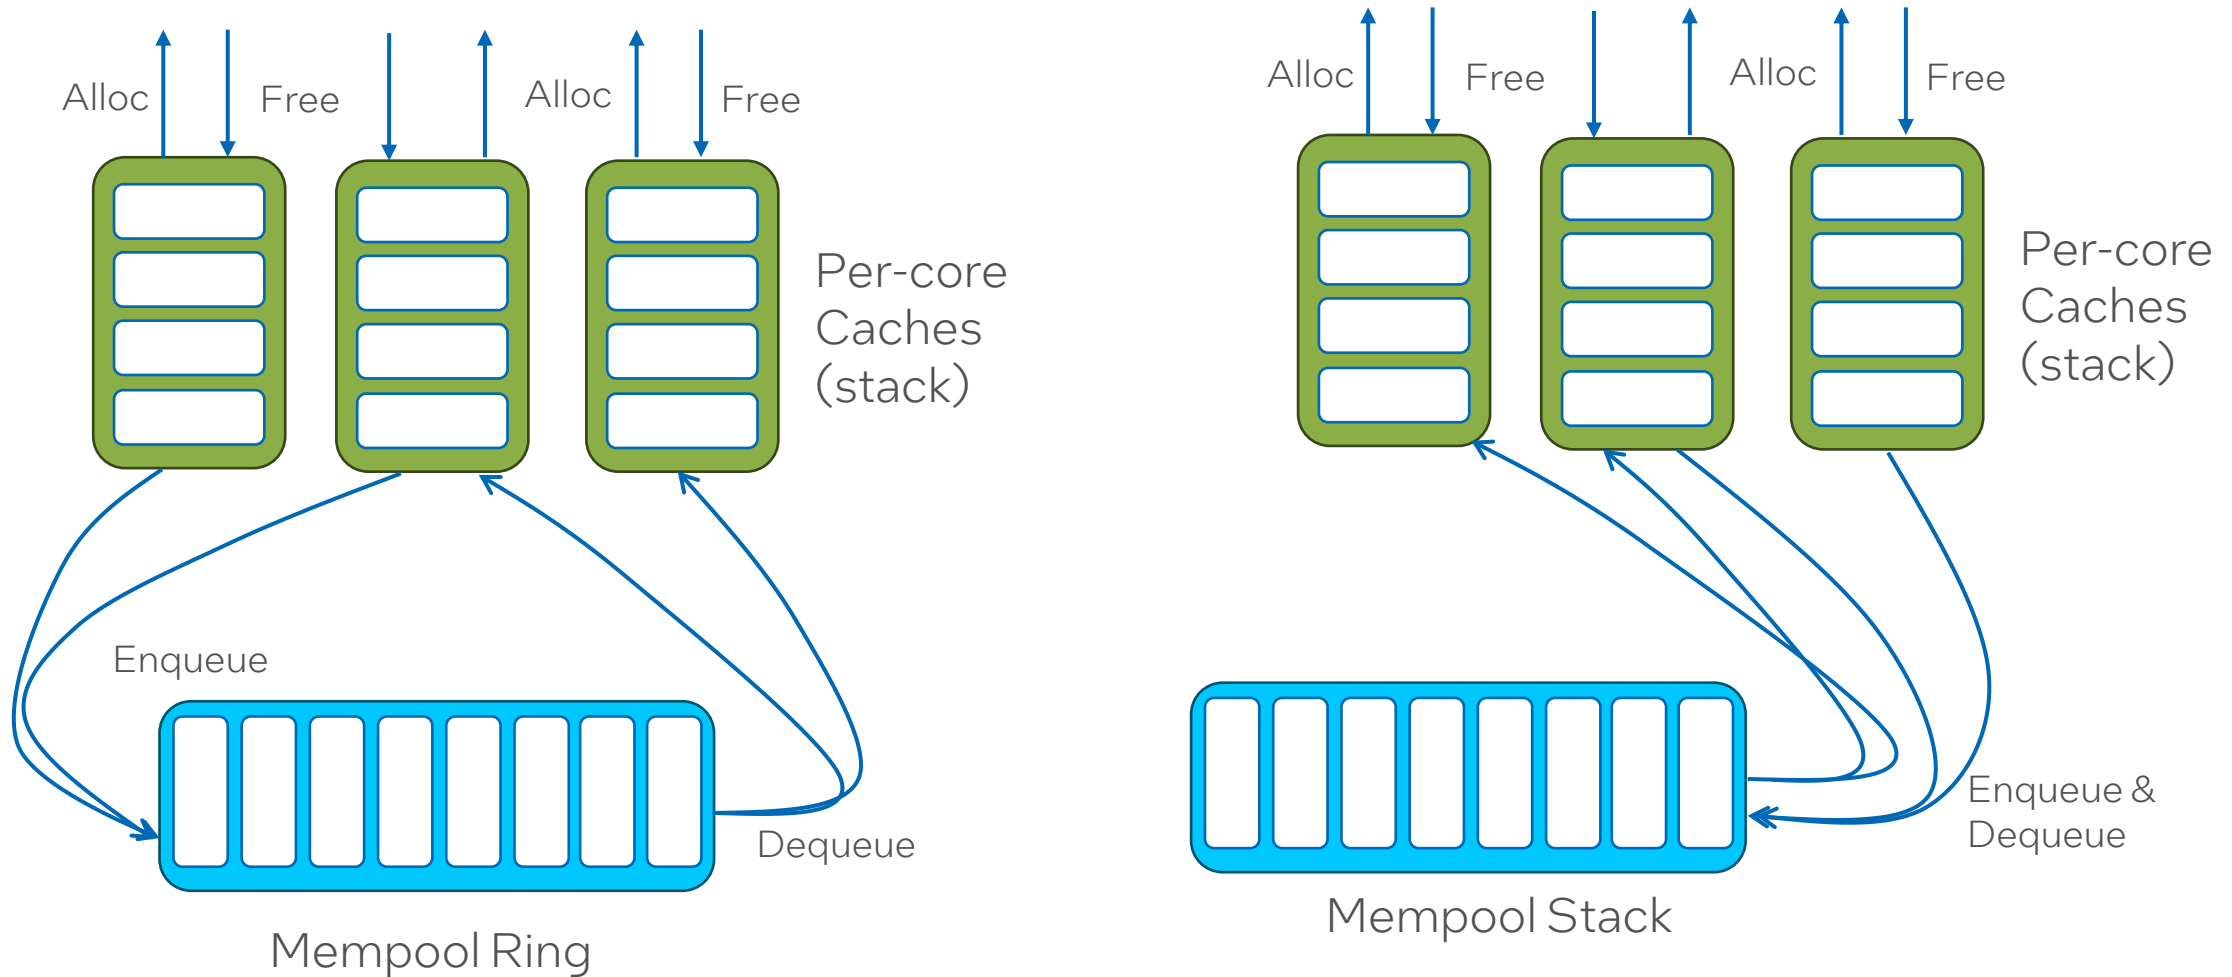 Alloc
Free
Alloc
Free
Per-core
Caches
(stack)
Enqueue
Dequeue
Mempool Ring
Alloc
Free
Alloc
Free
Per-core
Caches
(stack)
Enqueue &
Dequeue
Mempool Stack